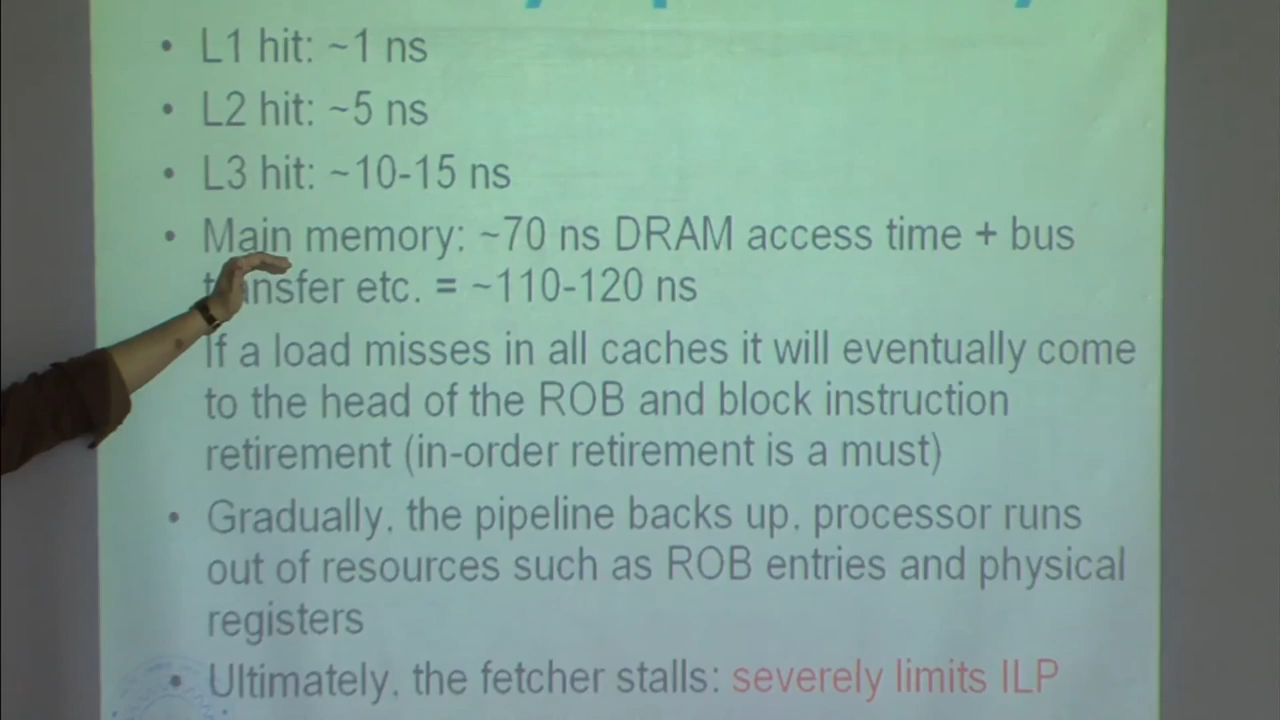 • L1 hit: ~1 ns
• L2 hit: ~5 ns
• L3 hit: ~10-15 ns
• Main memory: ~70 ns DRAM access time + bus
transfer etc. = ~110-120 ns
If a load misses in all caches it will eventually come
to the head of the ROB and block instruction
retirement (in-order retirement is a must)
• Gradually, the pipeline backs up, processor runs
out of resources such as ROB entries and physical
registers
• Ultimately, the fetcher stalls: severely limits ILP